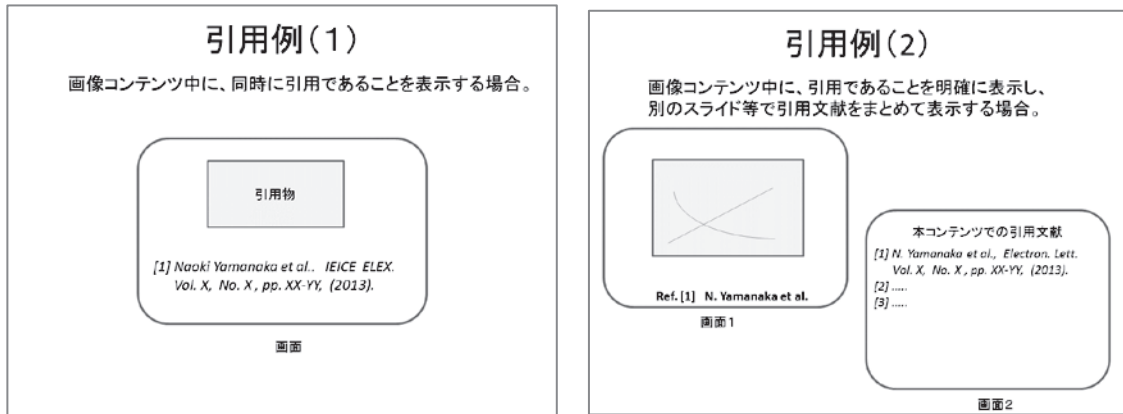 引用例(1)
画像コンテンツ中に、同時に引用であることを表示する場合。
引用物
[1] Naoki Yamanaka et al.. IEICE ELEX.
Vol. X, No. X , pp. XX-YY, (2013).
画面
引用例(2)
画像コンテンツ中に、引用であることを明確に表示し、
別のスライド等で引用文献をまとめて表示する場合。
Ref. [1] N. Yamanaka et al.
画面1
本コンテンツでの引用文献
[1] N. Yamanaka et al., Electron. Lett.
Vol. X, No. X , pp. XX-YY, (2013).
[2] .....
[3] .....
画面2